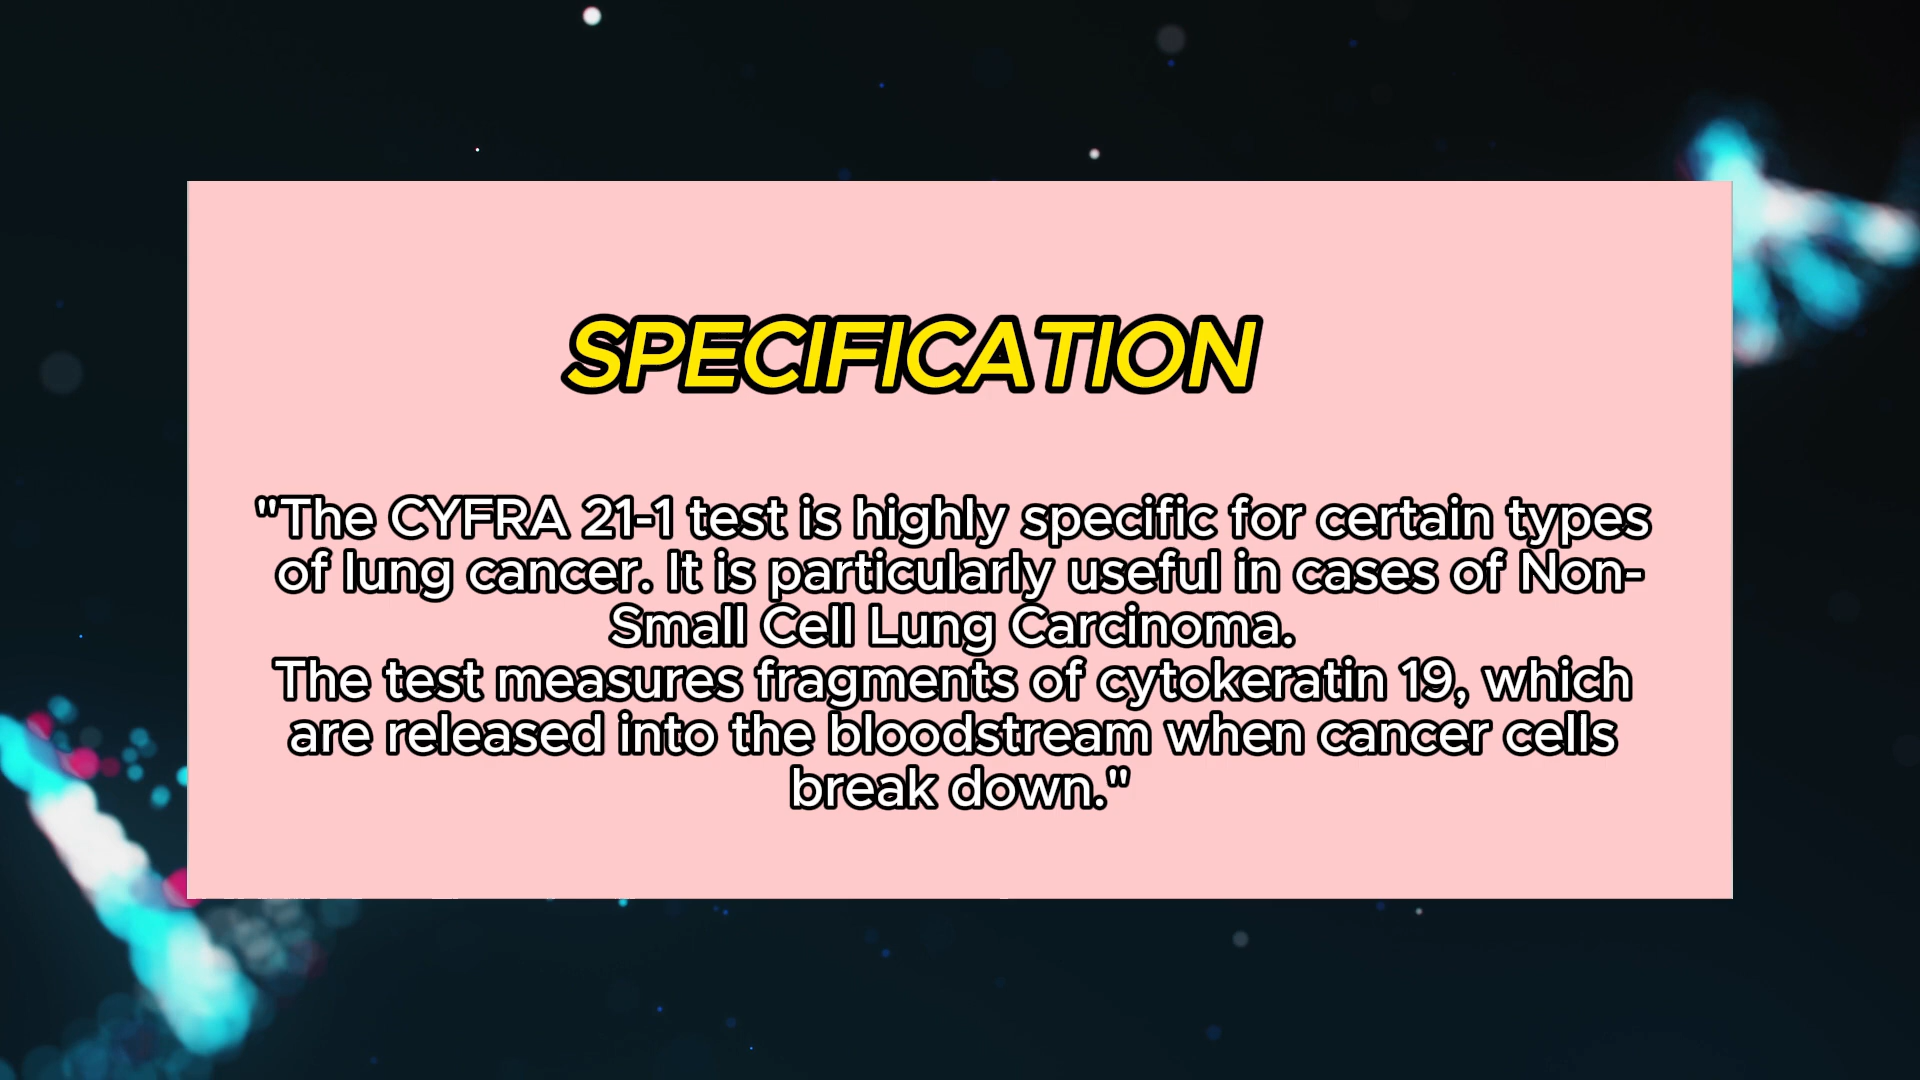 SPECIFICATION
"The CYFRA 21-1 test is highly specific for certain types
of lung cancer. It is particularly useful in cases of Non-
Small Cell Lung Carcinoma.
The test measures fragments of cytokeratin 19, which
are released into the bloodstream when cancer cells
break down."